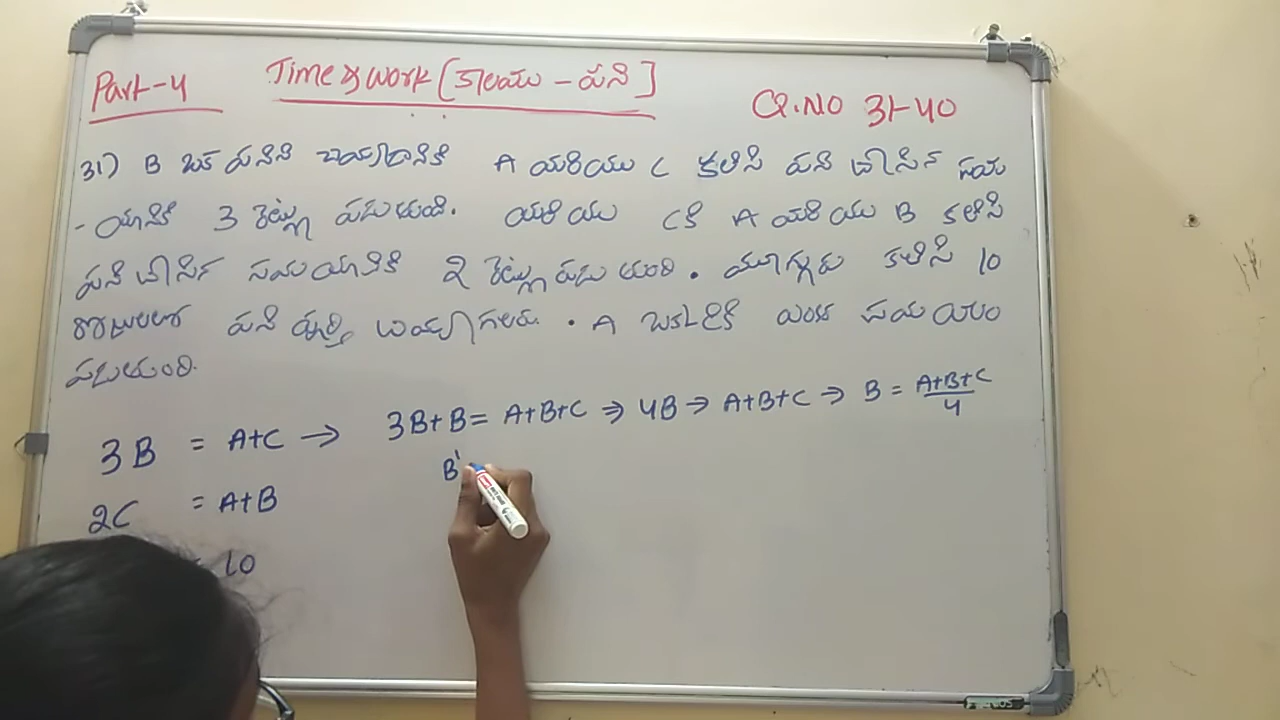 Part-4 Time & work [కాలము - పని] Q.NO 31-40
31) B ఒక పనిని చేయడానికి A మరియు C కలిసి పని చేసిన సమ
- యానికి 3 రెట్లు పడుతుంది. మరియు Cకి A మరియు B కలిసి
పని చేసిన సమయానికి 2 రెట్లు పడుతుంది. ముగ్గురు కలిసి 10
రోజులలో పని పూర్తి చేయగలరు. A ఒక్కడికి ఎంత సమయం
పడుతుంది.
3B = A+C → 3B+B = A+B+C ⇒ 4B → A+B+C ⇒ B = A+B+C/4
B'
2C = A+B
10